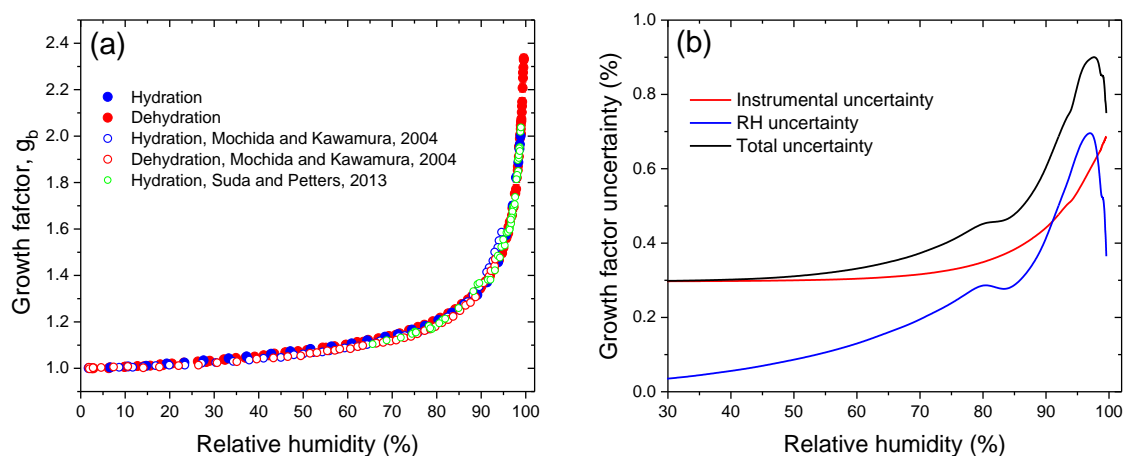 (a)
2.4
2.2
2.0
1.8
1.6
1.4
1.2
1.0
Growth fafctor, g_b
Hydration
Dehydration
Hydration, Mochida and Kawamura, 2004
Dehydration, Mochida and Kawamura, 2004
Hydration, Suda and Petters, 2013
0 10 20 30 40 50 60 70 80 90 100
Relative humidity (%)
(b)
1.0
0.8
0.6
0.4
0.2
0.0
Growth factor uncertainty (%)
Instrumental uncertainty
RH uncertainty
Total uncertainty
30 40 50 60 70 80 90 100
Relative humidity (%)